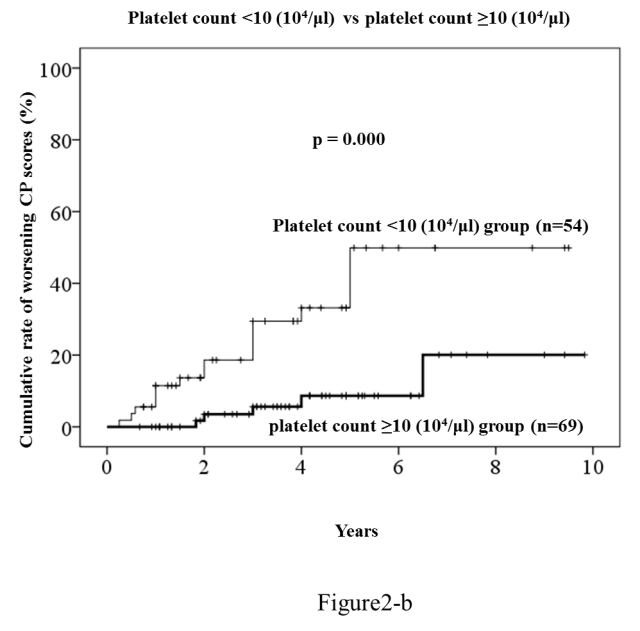 Platelet count <10 (10⁴/μl) vs platelet count ≥10 (10⁴/μl)
Cumulative rate of worsening CP scores (%)
100
80
60
40
20
0
p = 0.000
Platelet count <10 (10⁴/μl) group (n=54)
platelet count ≥10 (10⁴/μl) group (n=69)
0 2 4 6 8 10
Years
Figure2-b